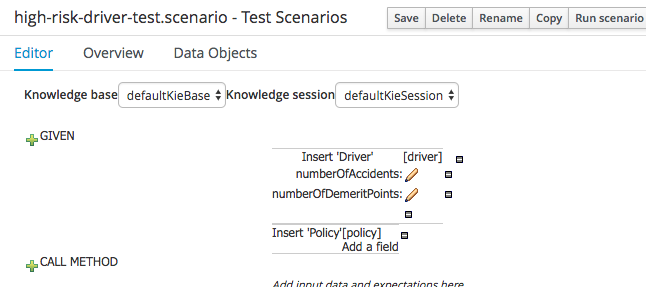 high-risk-driver-test.scenario - Test Scenarios
Save Delete Rename Copy Run scenario
Editor Overview Data Objects
Knowledge base defaultKieBase Knowledge session defaultKieSession
GIVEN
Insert 'Driver' [driver]
numberOfAccidents:
numberOfDemeritPoints:
Insert 'Policy'[policy]
Add a field
CALL METHOD
Add input data and expectations here.